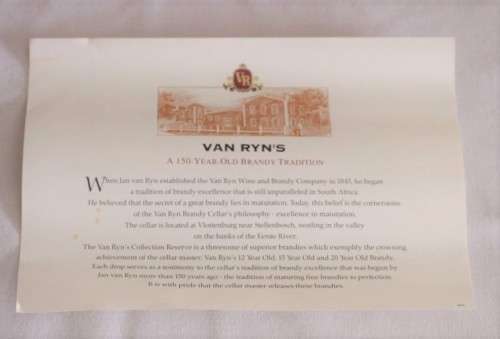 VR
VAN RYN'S
A 150-YEAR-OLD BRANDY TRADITION
When Jan van Ryn established the Van Ryn Wine and Brandy Company in 1845, he began
a tradition of brandy excellence that is still unparalleled in South Africa.
He believed that the secret of a great brandy lies in maturation. Today, this belief is the cornerstone
of the Van Ryn Brandy Cellar's philosophy - excellence in maturation.
The cellar is located at Vlottenburg near Stellenbosch, nestling in the valley
on the banks of the Eerste River.
The Van Ryn's Collection Reserve is a threesome of superior brandies which exemplify the crowning
achievement of the cellar master: Van Ryn's 12 Year Old, 15 Year Old and 20 Year Old Brandy.
Each drop serves as a testimony to the cellar's tradition of brandy excellence that was begun by
Jan van Ryn more than 150 years ago - the tradition of maturing fine brandies to perfection.
It is with pride that the cellar master releases these brandies.